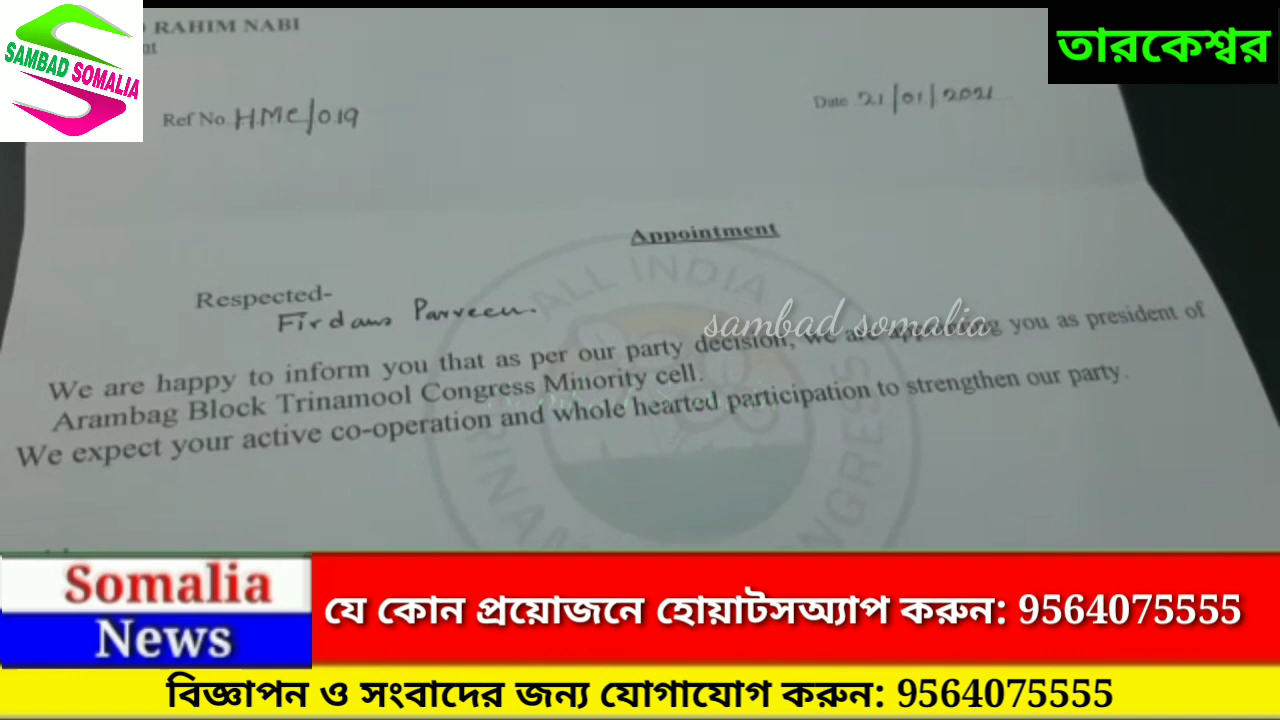 SAMBAD SOMALIA
RAHIM NABI
তারকেশ্বর
Ref No. HMC/019
Date 21/01/2021
Appointment
Respected-
Firdaus Parveen.
sambad somalia
We are happy to inform you that as per our party decision, we are appointing you as president of
Arambag Block Trinamool Congress Minority cell.
We expect your active co-operation and whole hearted participation to strengthen our party.
ALL INDIA
Somalia
News
যে কোন প্রয়োজনে হোয়াটসঅ্যাপ করুন: 9564075555
বিজ্ঞাপন ও সংবাদের জন্য যোগাযোগ করুন: 9564075555